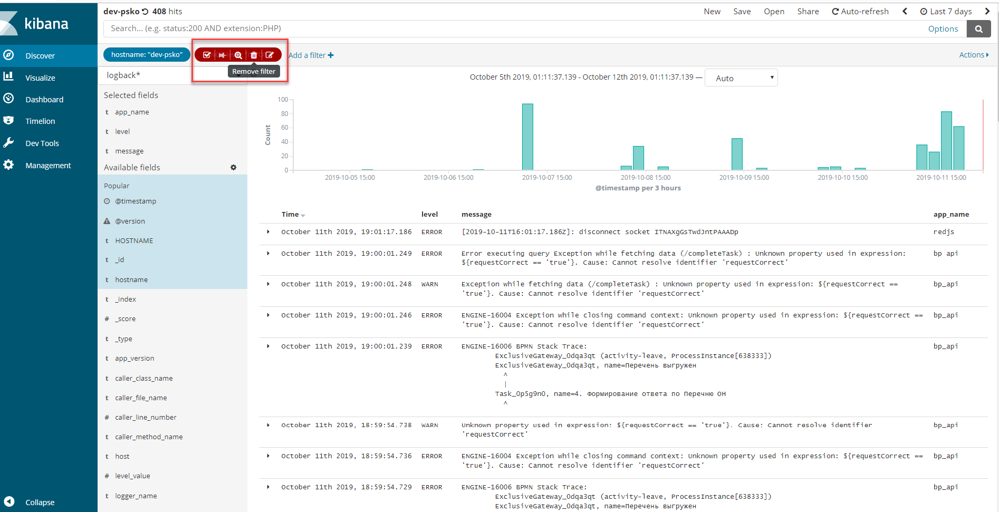 kibana
Discover
Visualize
Dashboard
Timelion
Dev Tools
Management
Collapse
dev-psko 408 hits
New Save Open Share Auto-refresh Last 7 days
Search... (e.g. status:200 AND extension:PHP)
Options
hostname: "dev-psko"
Add a filter
Actions
Remove filter
logback*
Selected fields
t app_name
t level
t message
Available fields
Popular
@timestamp
@version
t HOSTNAME
t _id
t hostname
t _index
# _score
t _type
t app_version
t caller_class_name
t caller_file_name
# caller_line_number
t caller_method_name
t host
# level_value
t logger_name
October 5th 2019, 01:11:37.139 - October 12th 2019, 01:11:37.139 —
Auto
Count
100
80
60
40
20
0
2019-10-05 15:00 2019-10-06 15:00 2019-10-07 15:00 2019-10-08 15:00 2019-10-09 15:00 2019-10-10 15:00 2019-10-11 15:00
@timestamp per 3 hours
Time level message app_name
October 11th 2019, 19:01:17.186 ERROR [2019-10-11T16:01:17.186Z]: disconnect socket ITNAXgGsTwdJntPAAADp redjs
October 11th 2019, 19:00:01.249 ERROR Error executing query Exception while fetching data (/completeTask) : Unknown property used in expression: bp_api
${requestCorrect == 'true'}. Cause: Cannot resolve identifier 'requestCorrect'
October 11th 2019, 19:00:01.248 WARN Exception while fetching data (/completeTask) : Unknown property used in expression: ${requestCorrect == bp_api
'true'}. Cause: Cannot resolve identifier 'requestCorrect'
October 11th 2019, 19:00:01.246 ERROR ENGINE-16004 Exception while closing command context: Unknown property used in expression: ${requestCorrect == bp_api
'true'}. Cause: Cannot resolve identifier 'requestCorrect'
October 11th 2019, 19:00:01.239 ERROR ENGINE-16006 BPMN Stack Trace: bp_api
ExclusiveGateway_0dqa3qt (activity-leave, ProcessInstance[638333])
ExclusiveGateway_0dqa3qt, name=Перечень выгружен
^
|
Task_0p5g9n0, name=4. Формирование ответа по Перечню ОН
^
October 11th 2019, 18:59:54.738 WARN Unknown property used in expression: ${requestCorrect == 'true'}. Cause: Cannot resolve identifier bp_api
'requestCorrect'
October 11th 2019, 18:59:54.736 ERROR ENGINE-16004 Exception while closing command context: Unknown property used in expression: ${requestCorrect == bp_api
'true'}. Cause: Cannot resolve identifier 'requestCorrect'
October 11th 2019, 18:59:54.729 ERROR ENGINE-16006 BPMN Stack Trace: bp_api
ExclusiveGateway_0dqa3qt (activity-leave, ProcessInstance[638333])
ExclusiveGateway_0dqa3qt, name=Перечень выгружен